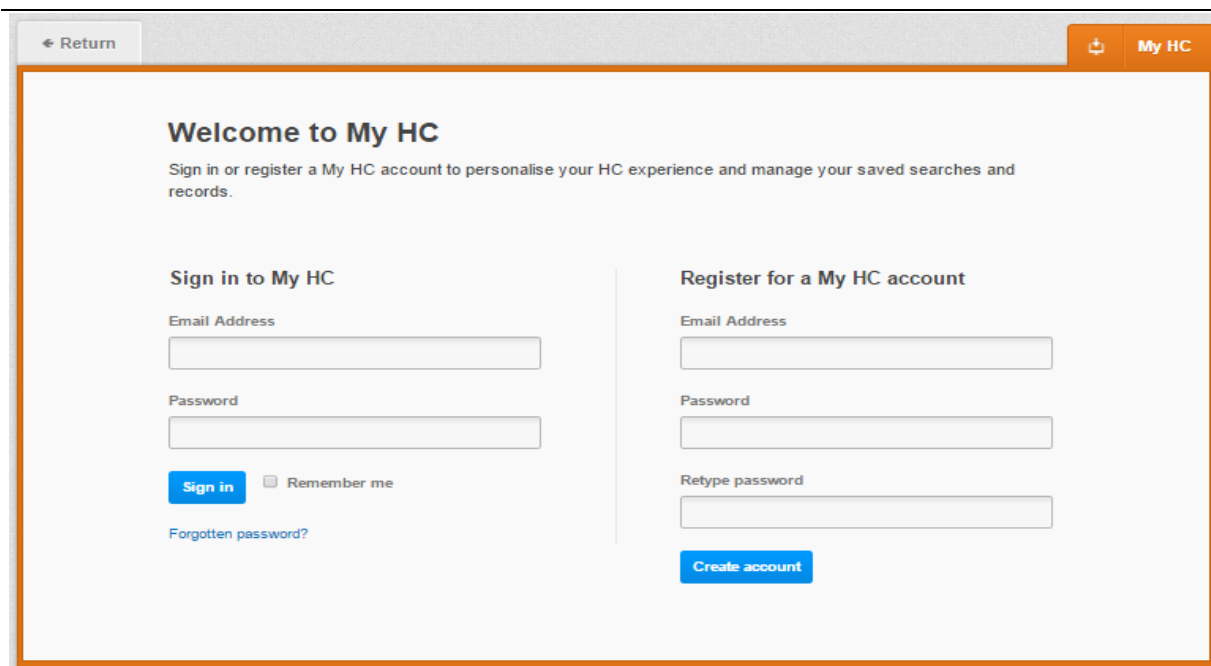 Return
My HC
Welcome to My HC
Sign in or register a My HC account to personalise your HC experience and manage your saved searches and
records.
Sign in to My HC
Email Address
Password
Sign in
Remember me
Forgotten password?
Register for a My HC account
Email Address
Password
Retype password
Create account